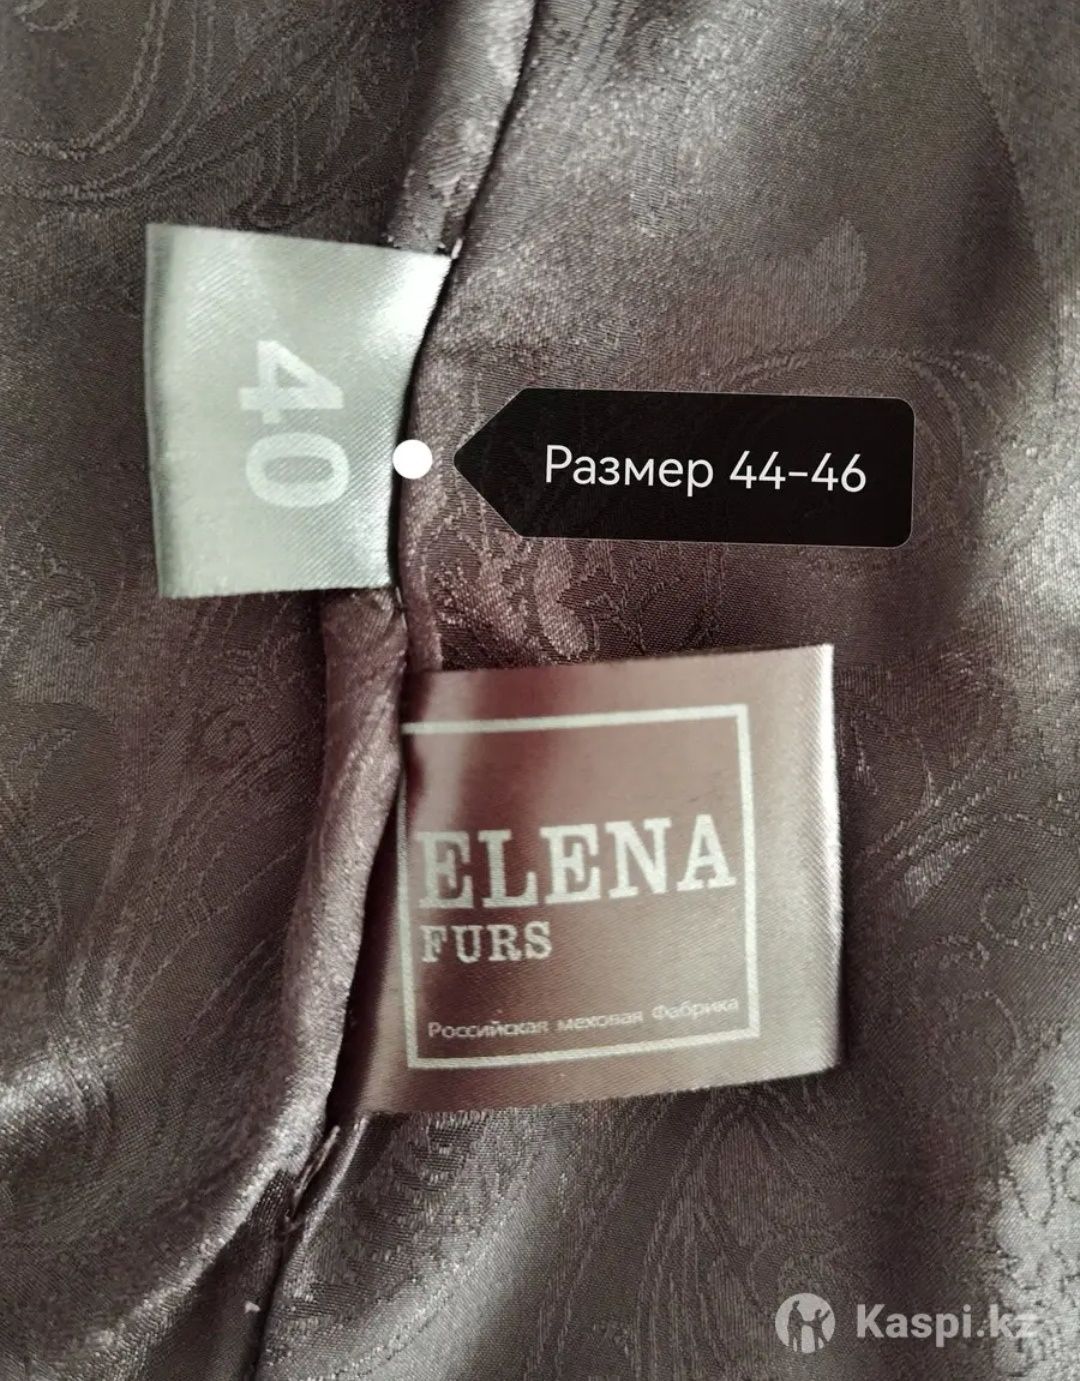 40
Размер 44-46
ELENA
FURS
Российская меховая Фабрика
Kaspi.kz